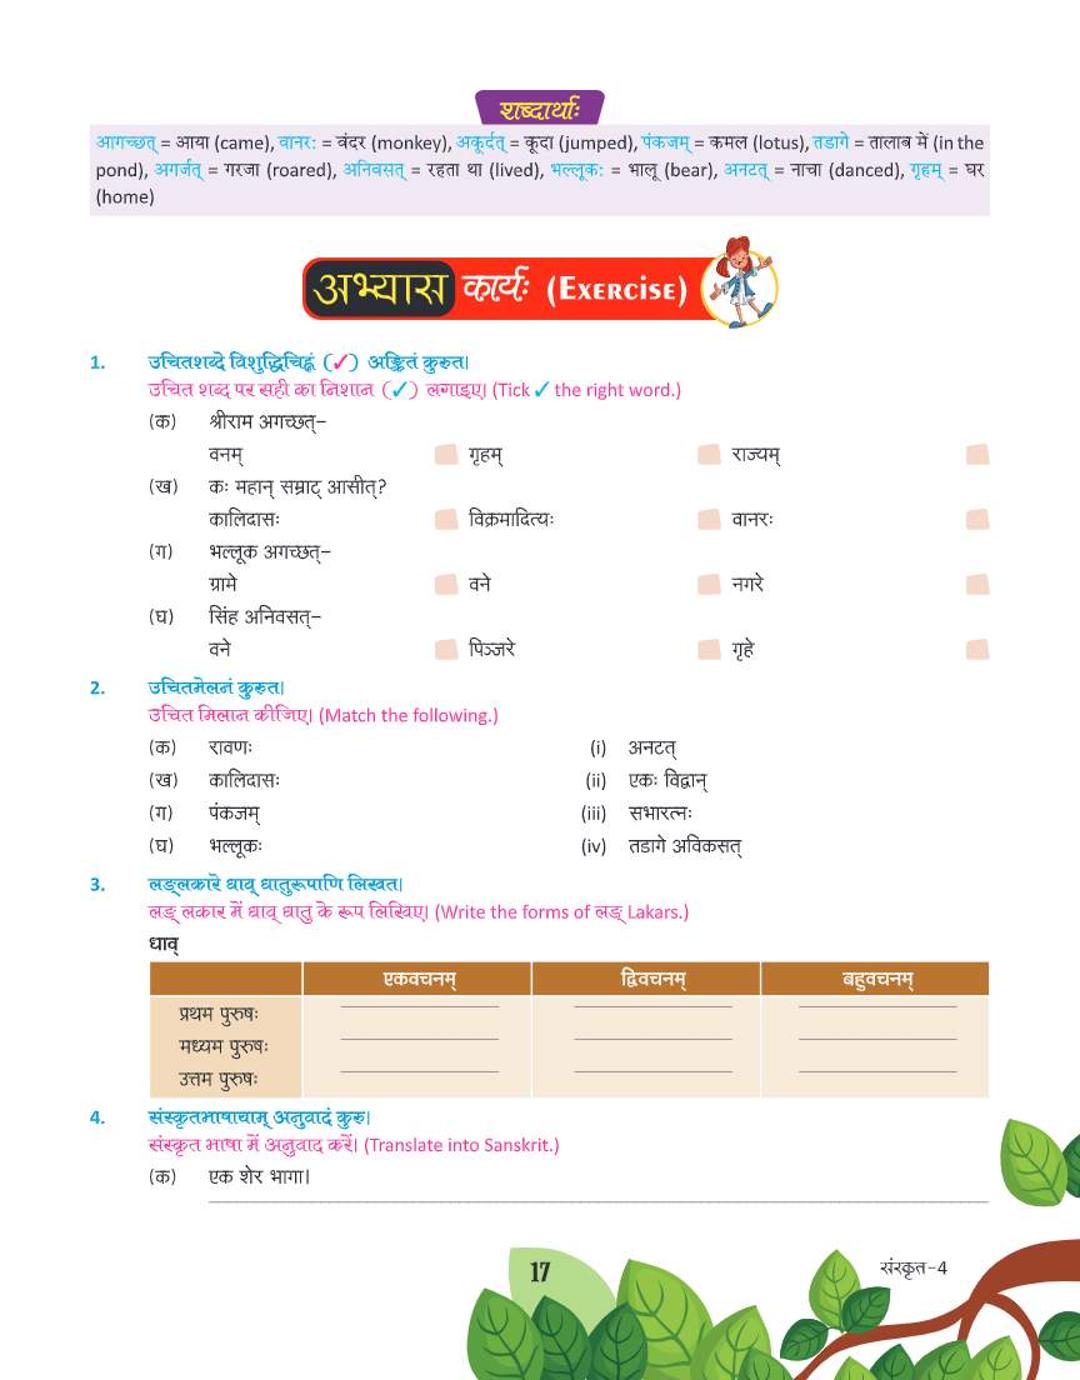 शब्दार्थाः
आगच्छत् = आया (came), वानरः = बंदर (monkey), अकूर्दत् = कूदा (jumped), पंकजम् = कमल (lotus), तडागे = तालाब में (in the
pond), अगर्जत् = गरजा (roared), अनिवसत् = रहता था (lived), भल्लूकः = भालू (bear), अनटत् = नाचा (danced), गृहम् = घर
(home)
अभ्यास कार्यः (EXERCISE)
1. उचितशब्दे विशुद्धिचिह्नं (✓) अङ्कितं कुरुत।
उचित शब्द पर सही का निशान (✓) लगाइए। (Tick ✓ the right word.)
(क) श्रीराम अगच्छत्–
वनम् गृहम् राज्यम्
(ख) कः महान् सम्राट् आसीत्?
कालिदासः विक्रमादित्यः वानरः
(ग) भल्लूक अगच्छत्–
ग्रामे वने नगरे
(घ) सिंह अनिवसत्–
वने पिञ्जरे गृहे
2. उचितमेलनं कुरुत।
उचित मिलान कीजिए। (Match the following.)
(क) रावणः (i) अनटत्
(ख) कालिदासः (ii) एकः विद्वान्
(ग) पंकजम् (iii) सभारत्नः
(घ) भल्लूकः (iv) तडागे अविकसत्
3. लङ्लकारे धाव् धातुरूपाणि लिखत।
लङ् लकार में धाव् धातु के रूप लिखिए। (Write the forms of लङ् Lakars.)
धाव्
एकवचनम् द्विवचनम् बहुवचनम्
प्रथम पुरुषः
मध्यम पुरुषः
उत्तम पुरुषः
4. संस्कृतभाषायाम् अनुवादं कुरु।
संस्कृत भाषा में अनुवाद करें। (Translate into Sanskrit.)
(क) एक शेर भागा।
17
संस्कृत-4